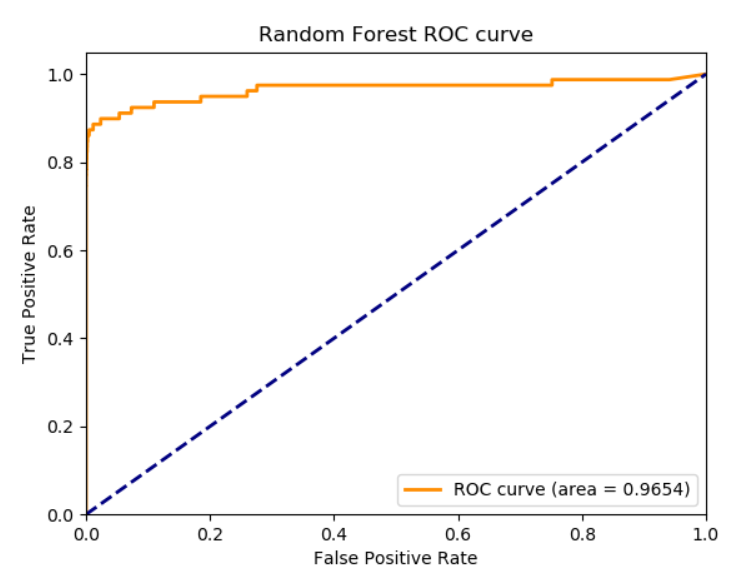 Random Forest ROC curve
1.0
0.8
0.6
0.4
0.2
0.0
True Positive Rate
ROC curve (area = 0.9654)
0.0 0.2 0.4 0.6 0.8 1.0
False Positive Rate